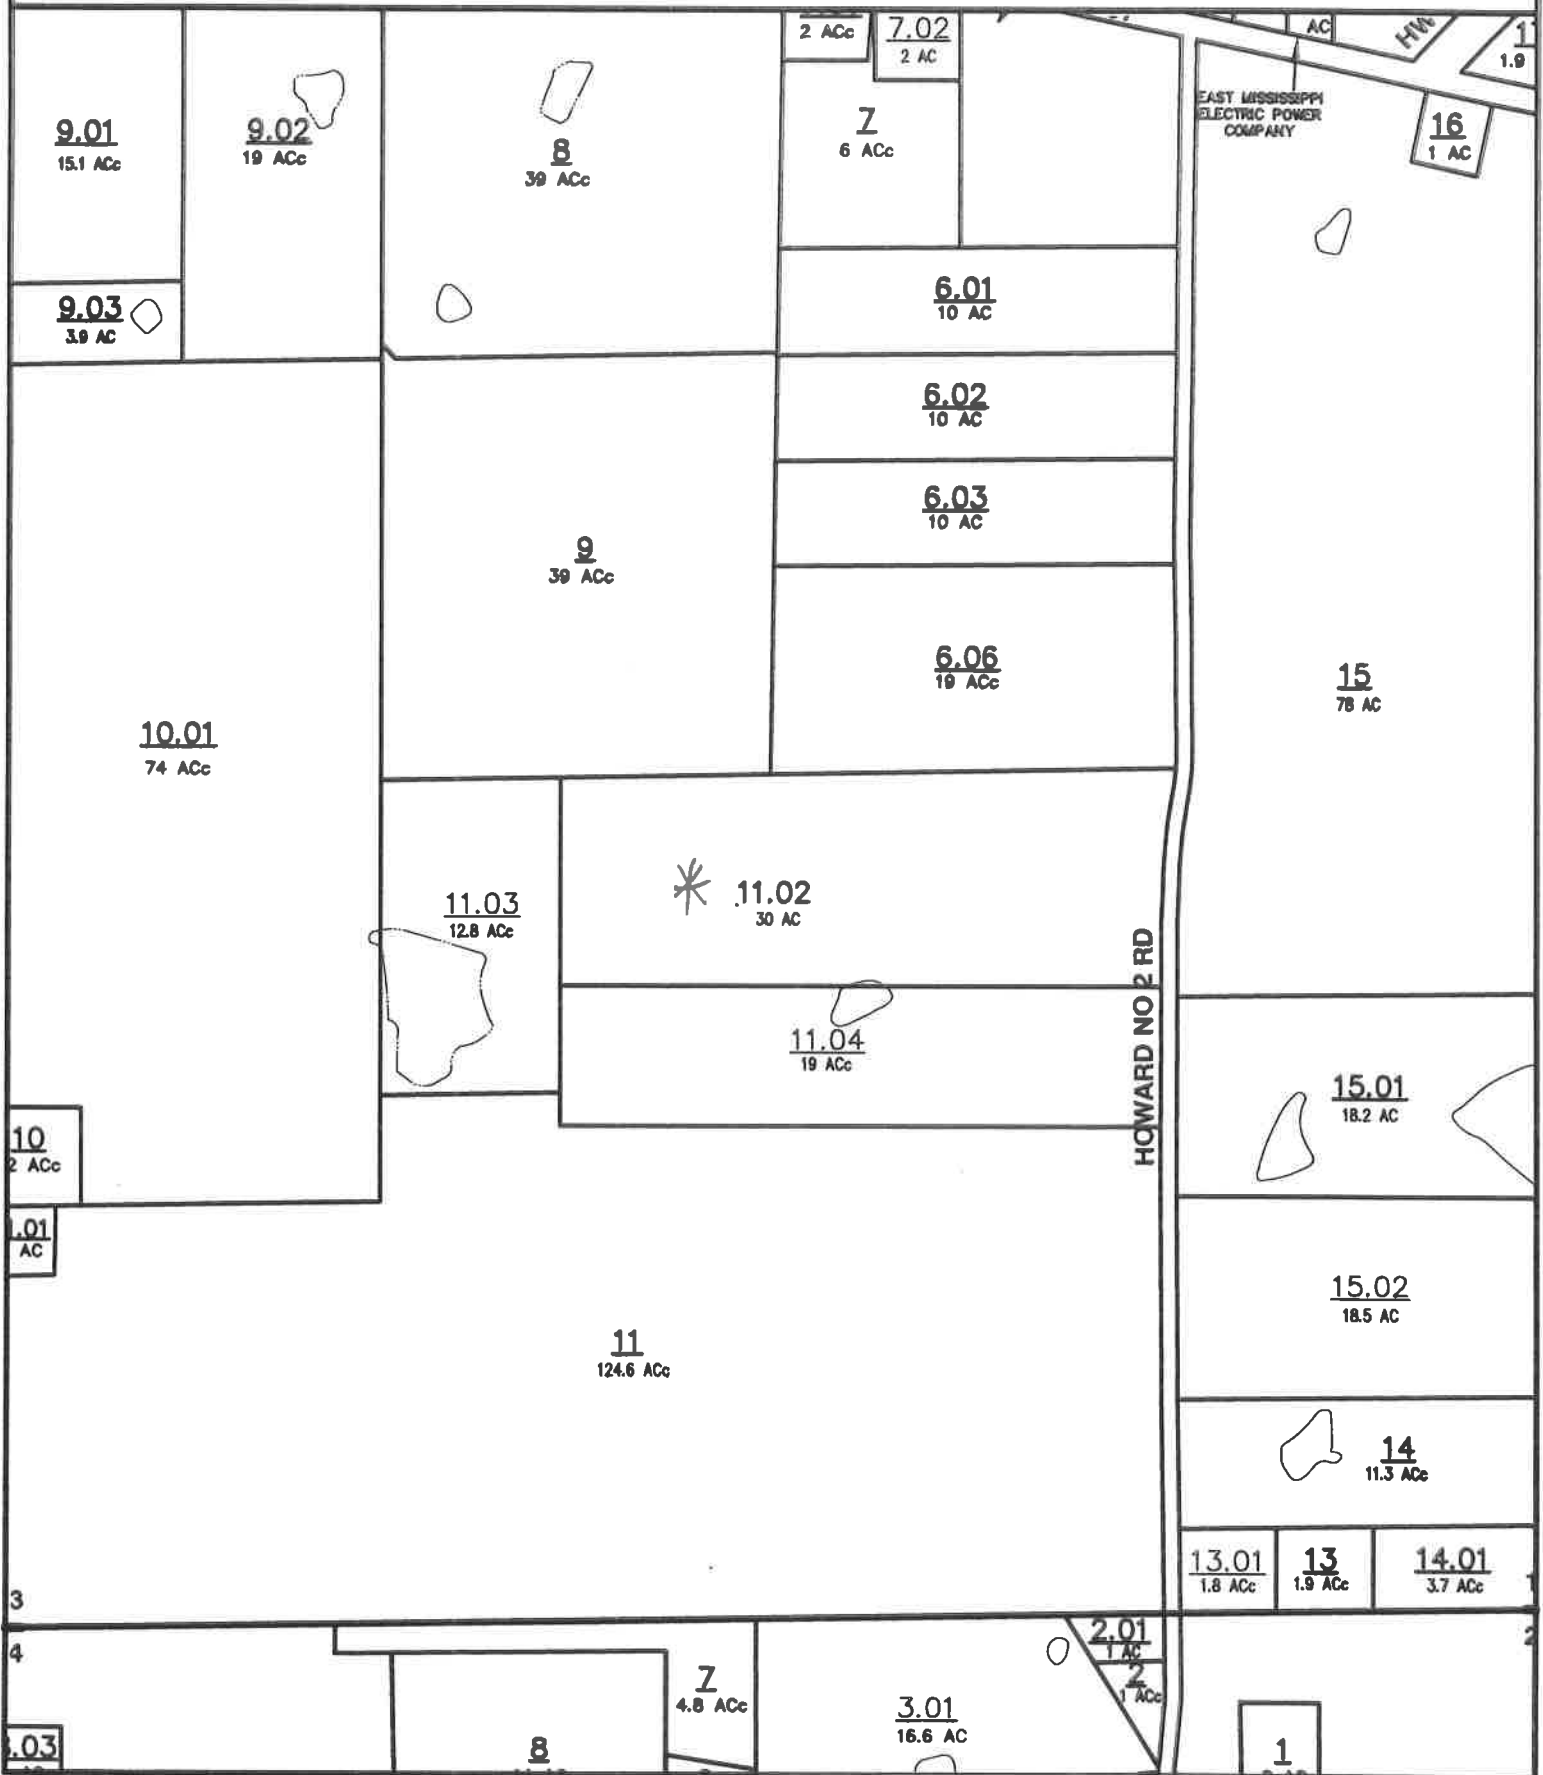 2 ACc
7.02
2 AC
AC
HW
1.9
EAST MISSISSIPPI
ELECTRIC POWER
COMPANY
16
1 AC
9.01
15.1 ACc
9.02
19 ACc
8
39 ACc
7
6 ACc
9.03
3.9 AC
6.01
10 AC
6.02
10 AC
6.03
10 AC
9
39 ACc
6.06
19 ACc
15
78 AC
10.01
74 ACc
11.03
12.8 ACc
11.02
30 AC
HOWARD NO 2 RD
11.04
19 ACc
15.01
18.2 AC
10
2 ACc
.01
AC
15.02
18.5 AC
11
124.6 ACc
14
11.3 ACc
13.01
1.8 ACc
13
1.9 ACc
14.01
3.7 ACc
3
1
4
2
2.01
1 AC
2
1 ACc
7
4.8 ACc
3.01
16.6 AC
.03
8
1